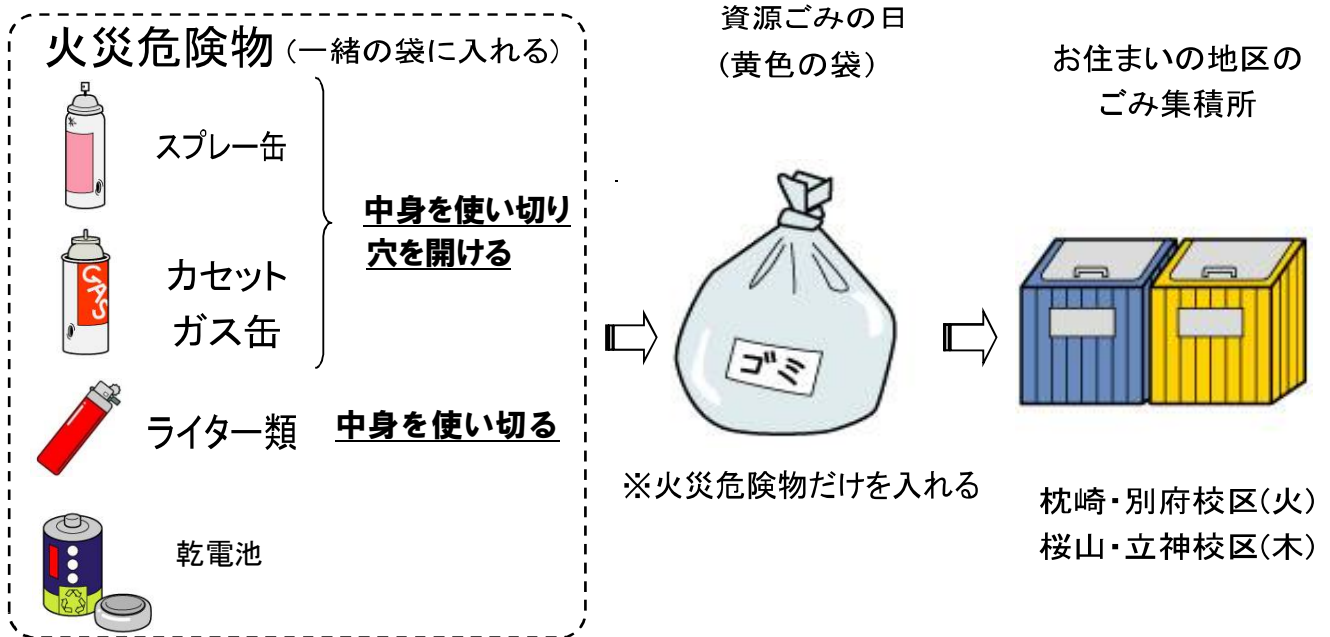 火災危険物(一緒の袋に入れる)
スプレー缶
中身を使い切り
穴を開ける
GAS
カセット
ガス缶
ライター類 中身を使い切る
乾電池
資源ごみの日
(黄色の袋)
ゴミ
※火災危険物だけを入れる
お住まいの地区の
ごみ集積所
枕崎・別府校区(火)
桜山・立神校区(木)